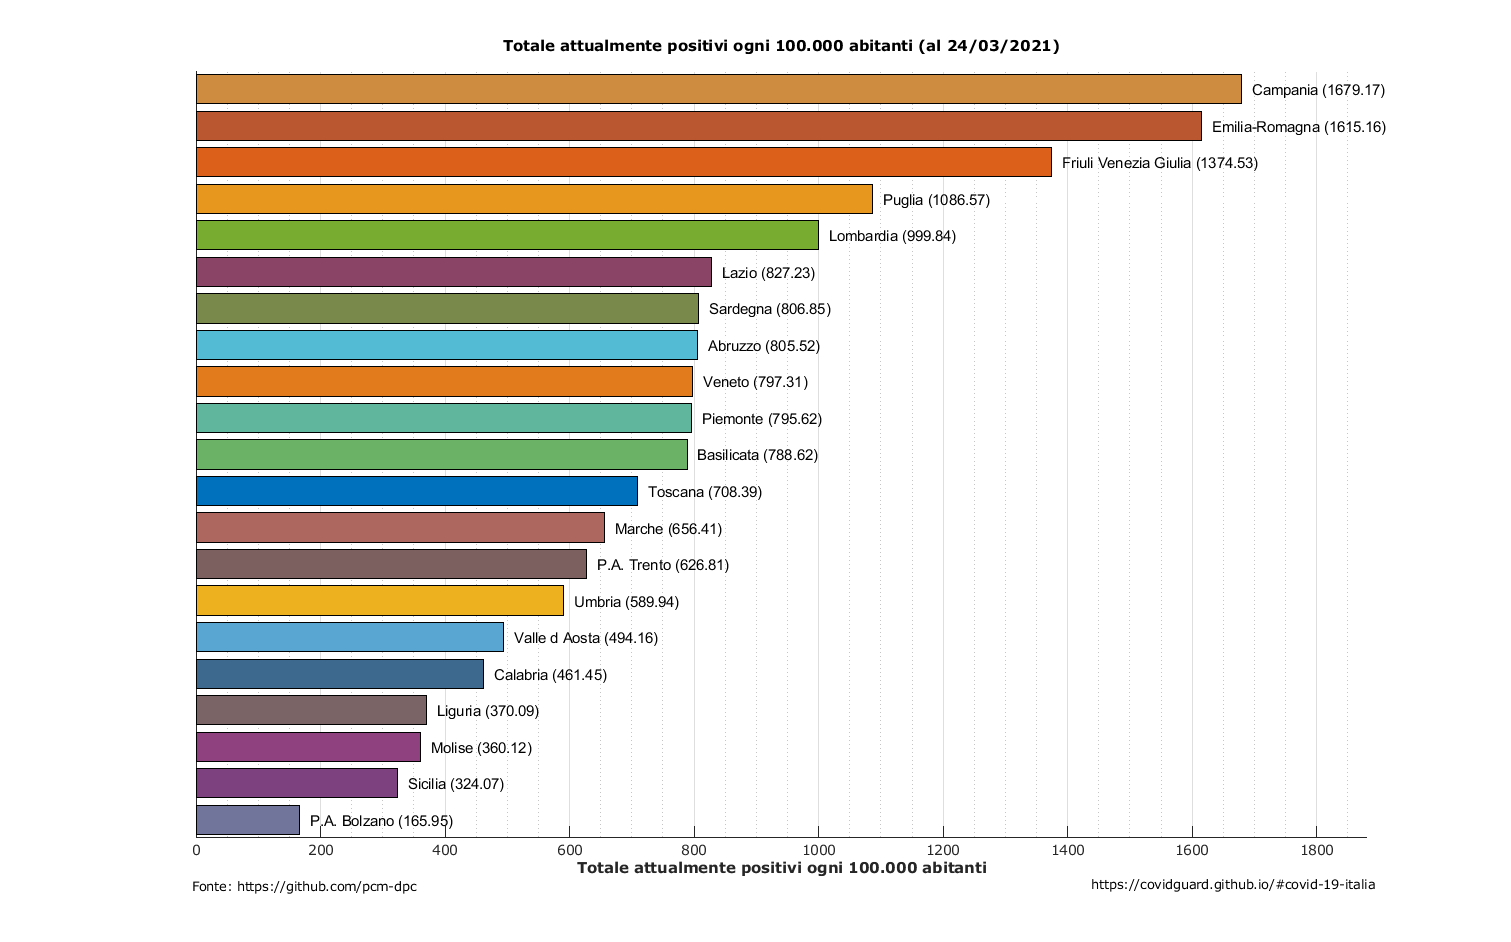 Totale attualmente positivi ogni 100.000 abitanti (al 24/03/2021)
Campania (1679.17)
Emilia-Romagna (1615.16)
Friuli Venezia Giulia (1374.53)
Puglia (1086.57)
Lombardia (999.84)
Lazio (827.23)
Sardegna (806.85)
Abruzzo (805.52)
Veneto (797.31)
Piemonte (795.62)
Basilicata (788.62)
Toscana (708.39)
Marche (656.41)
P.A. Trento (626.81)
Umbria (589.94)
Valle d Aosta (494.16)
Calabria (461.45)
Liguria (370.09)
Molise (360.12)
Sicilia (324.07)
P.A. Bolzano (165.95)
0 200 400 600 800 1000 1200 1400 1600 1800
Totale attualmente positivi ogni 100.000 abitanti
Fonte: https://github.com/pcm-dpc
https://covidguard.github.io/#covid-19-italia